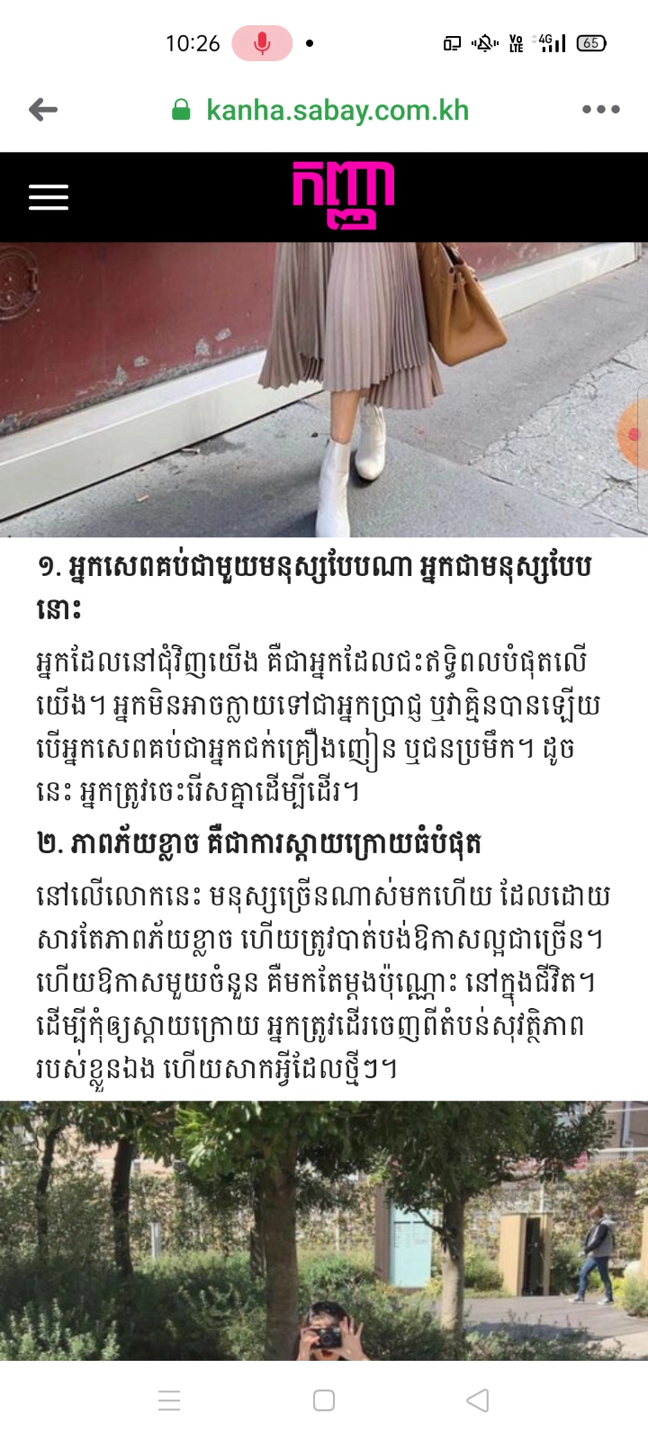 10:26
Vo LTE 4G 65
kanha.sabay.com.kh
កញ្ញា
១. អ្នកសេពគប់ជាមួយមនុស្សបែបណា អ្នកជាមនុស្សបែប
នោះ
អ្នកដែលនៅជុំវិញយើង គឺជាអ្នកដែលជះឥទ្ធិពលបំផុតលើ
យើង។ អ្នកមិនអាចក្លាយទៅជាអ្នកប្រាជ្ញ ឬវាគ្មិនបានឡើយ
បើអ្នកសេពគប់ជាអ្នកជក់គ្រឿងញៀន ឬជនប្រមឹក។ ដូច
នេះ អ្នកត្រូវចេះរើសគ្នាដើម្បីដើរ។
២. ភាពភ័យខ្លាច គឺជាការស្ដាយក្រោយធំបំផុត
នៅលើលោកនេះ មនុស្សច្រើនណាស់មកហើយ ដែលដោយ
សារតែភាពភ័យខ្លាច ហើយត្រូវបាត់បង់ឱកាសល្អជាច្រើន។
ហើយឱកាសមួយចំនួន គឺមកតែម្ដងប៉ុណ្ណោះ នៅក្នុងជីវិត។
ដើម្បីកុំឲ្យស្ដាយក្រោយ អ្នកត្រូវដើរចេញពីតំបន់សុវត្ថិភាព
របស់ខ្លួនឯង ហើយសាកអ្វីដែលថ្មីៗ។